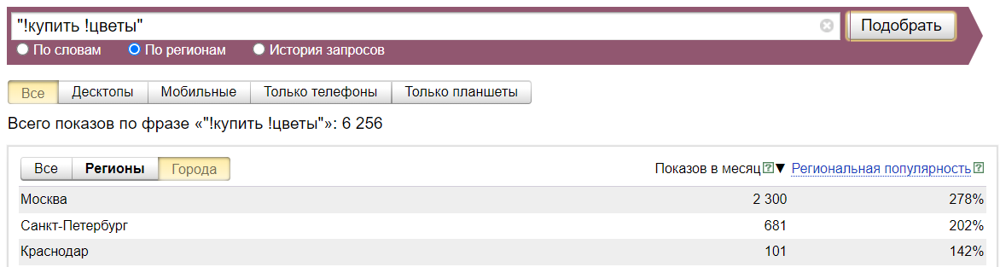 "!купить !цветы" Подобрать
По словам По регионам История запросов
Все Десктопы Мобильные Только телефоны Только планшеты
Всего показов по фразе «"!купить !цветы"»: 6 256
Все Регионы Города Показов в месяц ? ▼ Региональная популярность ?
Москва 2 300 278%
Санкт-Петербург 681 202%
Краснодар 101 142%